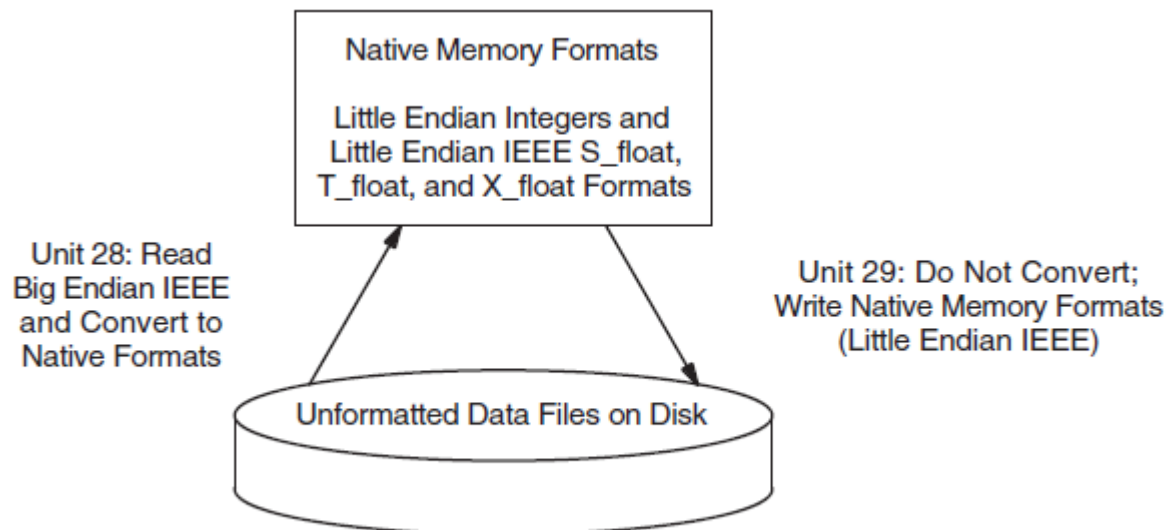 Native Memory Formats
Little Endian Integers and
Little Endian IEEE S_float,
T_float, and X_float Formats
Unit 28: Read
Big Endian IEEE
and Convert to
Native Formats
Unit 29: Do Not Convert;
Write Native Memory Formats
(Little Endian IEEE)
Unformatted Data Files on Disk